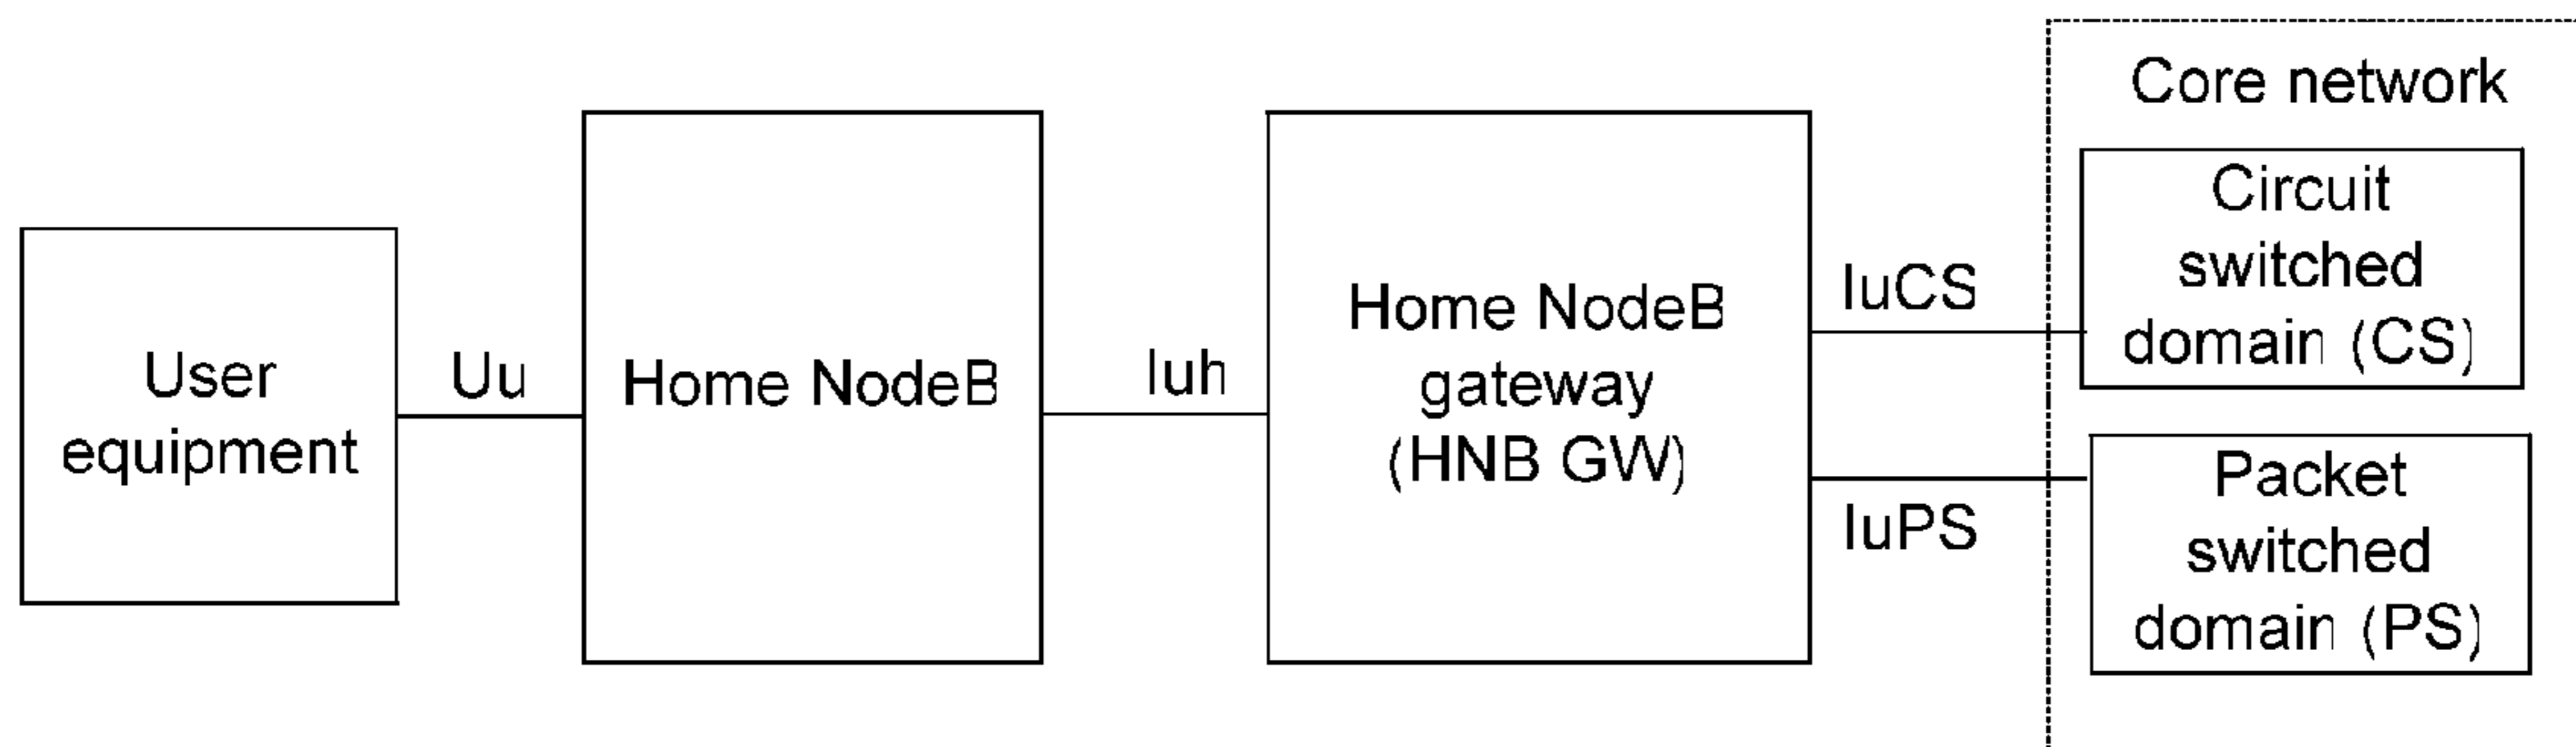 User
equipment
Uu
Home NodeB
Iuh
Home NodeB
gateway
(HNB GW)
IuCS
IuPS
Core network
Circuit
switched
domain (CS)
Packet
switched
domain (PS)